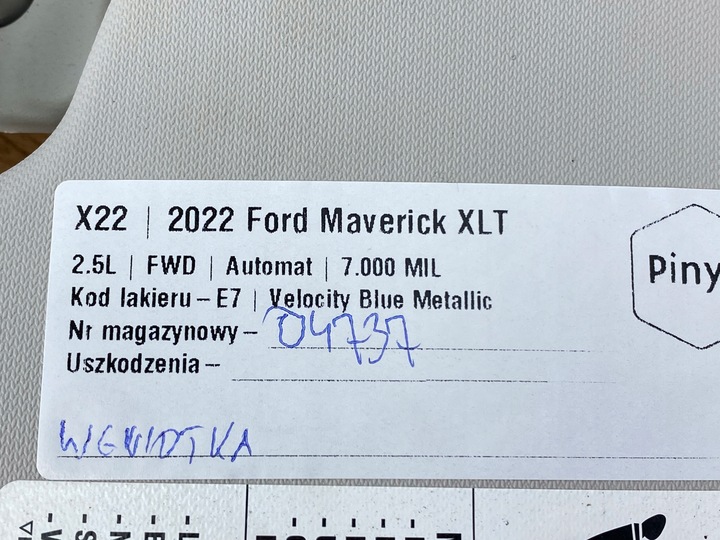 X22 | 2022 Ford Maverick XLT
2.5L | FWD | Automat | 7.000 MIL
Kod lakieru – E7 | Velocity Blue Metallic
Nr magazynowy – 04737
Uszkodzenia –
Piny